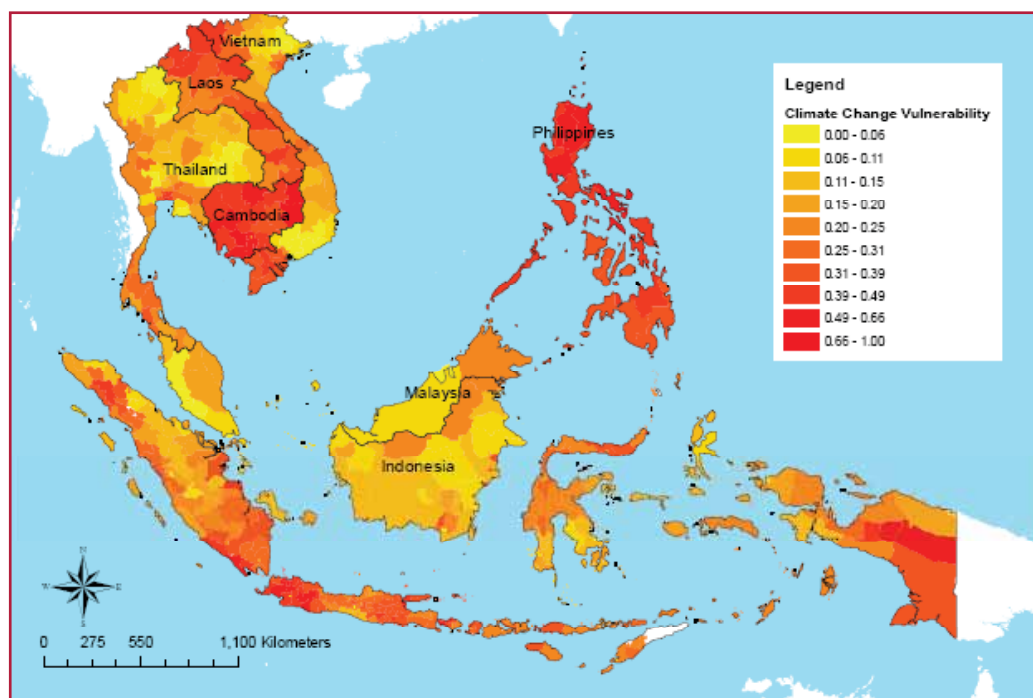 Vietnam
Laos
Thailand
Cambodia
Philippines
Malaysia
Indonesia
Legend
Climate Change Vulnerability
0.00 - 0.06
0.05 - 0.11
0.11 - 0.15
0.15 - 0.20
0.20 - 0.25
0.25 - 0.31
0.31 - 0.39
0.39 - 0.49
0.49 - 0.66
0.66 - 1.00
N
W E
S
0 275 550 1,100 Kilometers